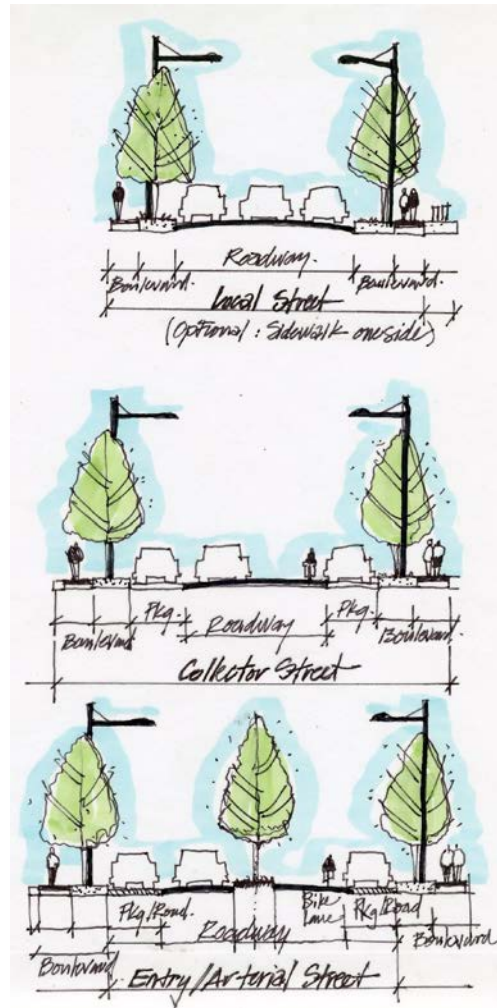 Roadway.
Boulevard. Boulevard.
Local Street
(Optional : Sidewalk one side)
Pkg. Pkg.
Boulevard Roadway Boulevard.
Collector Street
Pkg/Road. Bike Lane Pkg/Road
Roadway
Boulevard Boulevard
Entry/Arterial Street